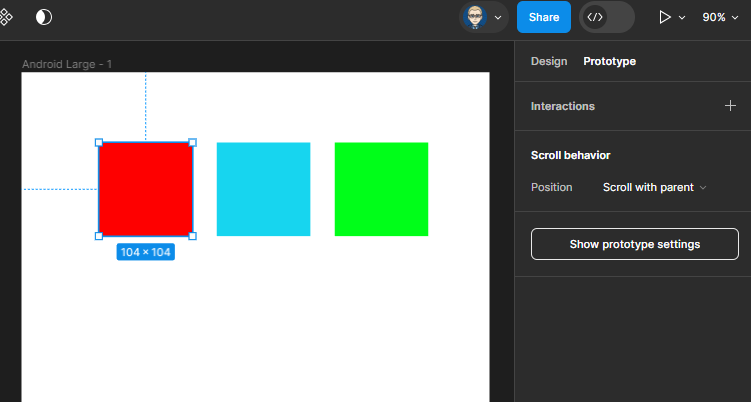 Share
</>
90%
Android Large - 1
Design Prototype
Interactions
Scroll behavior
Position Scroll with parent
Show prototype settings
104 × 104